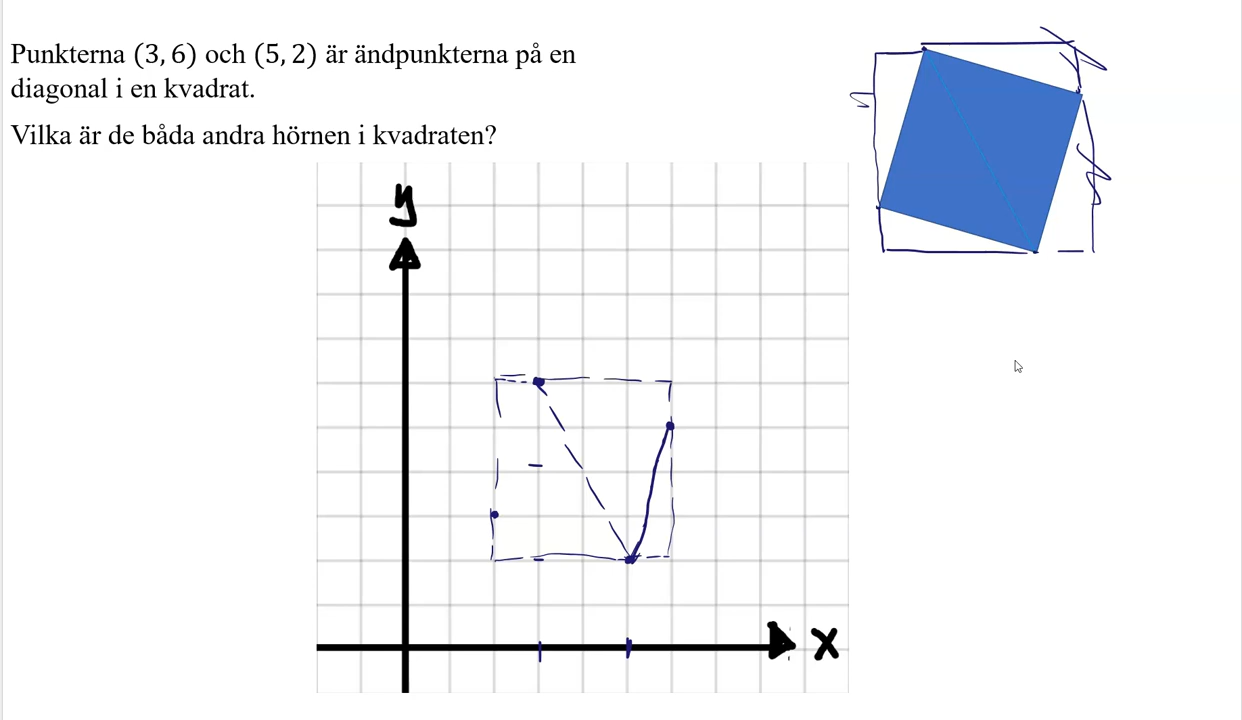 Punkterna (3, 6) och (5, 2) är ändpunkterna på en
diagonal i en kvadrat.
Vilka är de båda andra hörnen i kvadraten?
y
x